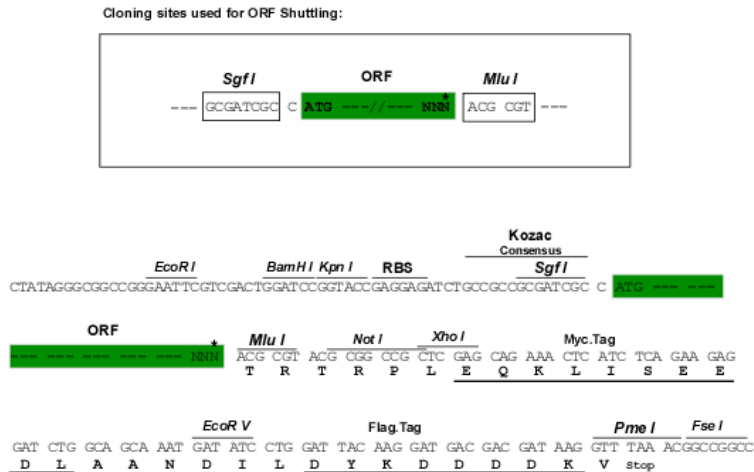 Cloning sites used for ORF Shuttling:
Sgf I ORF Mlu I
--- GCGATCGC C ATG ---//--- NNN* ACG CGT ---
Kozac
Consensus
EcoR I BamH I Kpn I RBS Sgf I
CTATAGGGCGGCCGGGAATTCGTCGACTGGATCCGGTACCGAGGAGATCTGCCGCCGCGATCGC C ATG --- ---
ORF Mlu I Not I Xho I Myc.Tag
--- --- --- --- --- NNN* ACG CGT ACG CGG CCG CTC GAG CAG AAA CTC ATC TCA GAA GAG
T R T R P L E Q K L I S E E
EcoR V Flag.Tag Pme I Fse I
GAT CTG GCA GCA AAT GAT ATC CTG GAT TAC AAG GAT GAC GAC GAT AAG GTT TAA ACGGCCGGCC
D L A A N D I L D Y K D D D D K V Stop